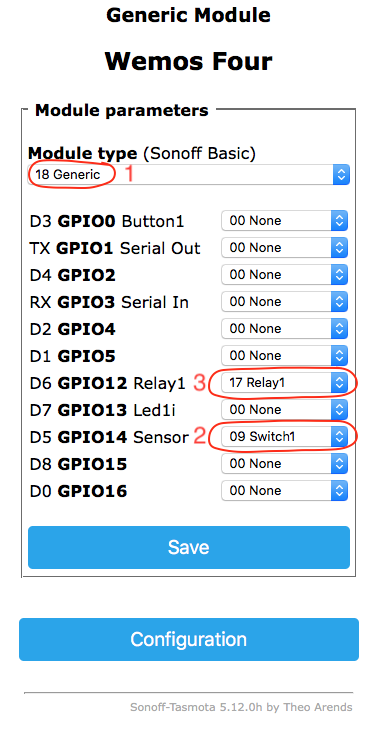 Generic Module
Wemos Four
Module parameters
Module type (Sonoff Basic)
18 Generic 1
D3 GPIO0 Button1 00 None
TX GPIO1 Serial Out 00 None
D4 GPIO2 00 None
RX GPIO3 Serial In 00 None
D2 GPIO4 00 None
D1 GPIO5 00 None
D6 GPIO12 Relay1 3 17 Relay1
D7 GPIO13 Led1i 00 None
D5 GPIO14 Sensor 2 09 Switch1
D8 GPIO15 00 None
D0 GPIO16 00 None
Save
Configuration
Sonoff-Tasmota 5.12.0h by Theo Arends